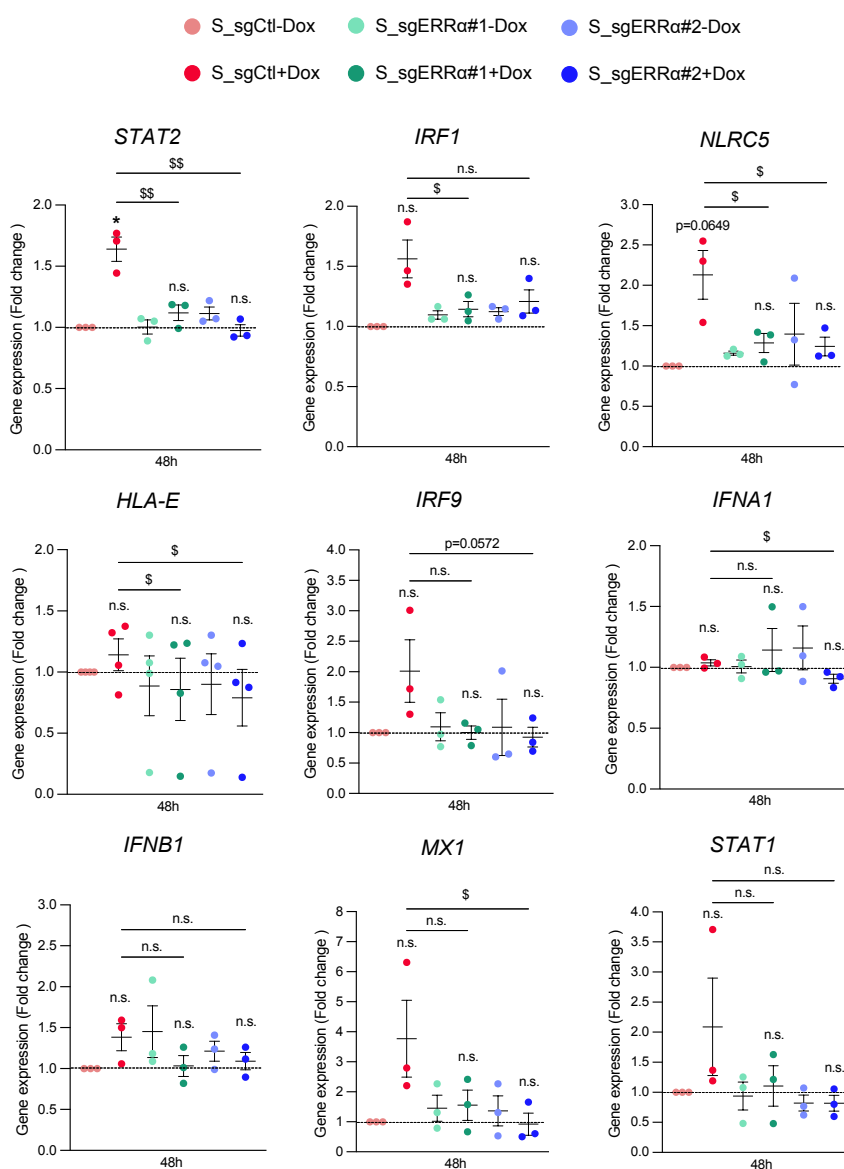 S_sgCtl-Dox S_sgERRα#1-Dox S_sgERRα#2-Dox
S_sgCtl+Dox S_sgERRα#1+Dox S_sgERRα#2+Dox
STAT2
Gene expression (Fold change )
2.0
1.5
1.0
0.5
0.0
$$
$$
*
n.s.
n.s.
48h
IRF1
Gene expression (Fold change )
2.0
1.5
1.0
0.5
0.0
n.s.
$
n.s.
n.s.
n.s.
48h
NLRC5
Gene expression (Fold change )
3.0
2.5
2.0
1.5
1.0
0.5
0.0
$
$
p=0.0649
n.s.
n.s.
48h
HLA-E
Gene expression (Fold change )
2.0
1.5
1.0
0.5
0.0
$
$
n.s.
n.s.
n.s.
48h
IRF9
Gene expression (Fold change )
4.0
3.0
2.0
1.0
0.0
p=0.0572
n.s.
n.s.
n.s.
n.s.
48h
IFNA1
Gene expression (Fold change )
2.0
1.5
1.0
0.5
0.0
$
n.s.
n.s.
n.s.
n.s.
48h
IFNB1
Gene expression (Fold change )
3.0
2.5
2.0
1.5
1.0
0.5
0.0
n.s.
n.s.
n.s.
n.s.
n.s.
48h
MX1
Gene expression (Fold change )
8
7
6
5
4
3
2
1
0
$
n.s.
n.s.
n.s.
n.s.
48h
STAT1
Gene expression (Fold change )
4.0
3.5
3.0
2.5
2.0
1.5
1.0
0.5
0.0
n.s.
n.s.
n.s.
n.s.
n.s.
48h